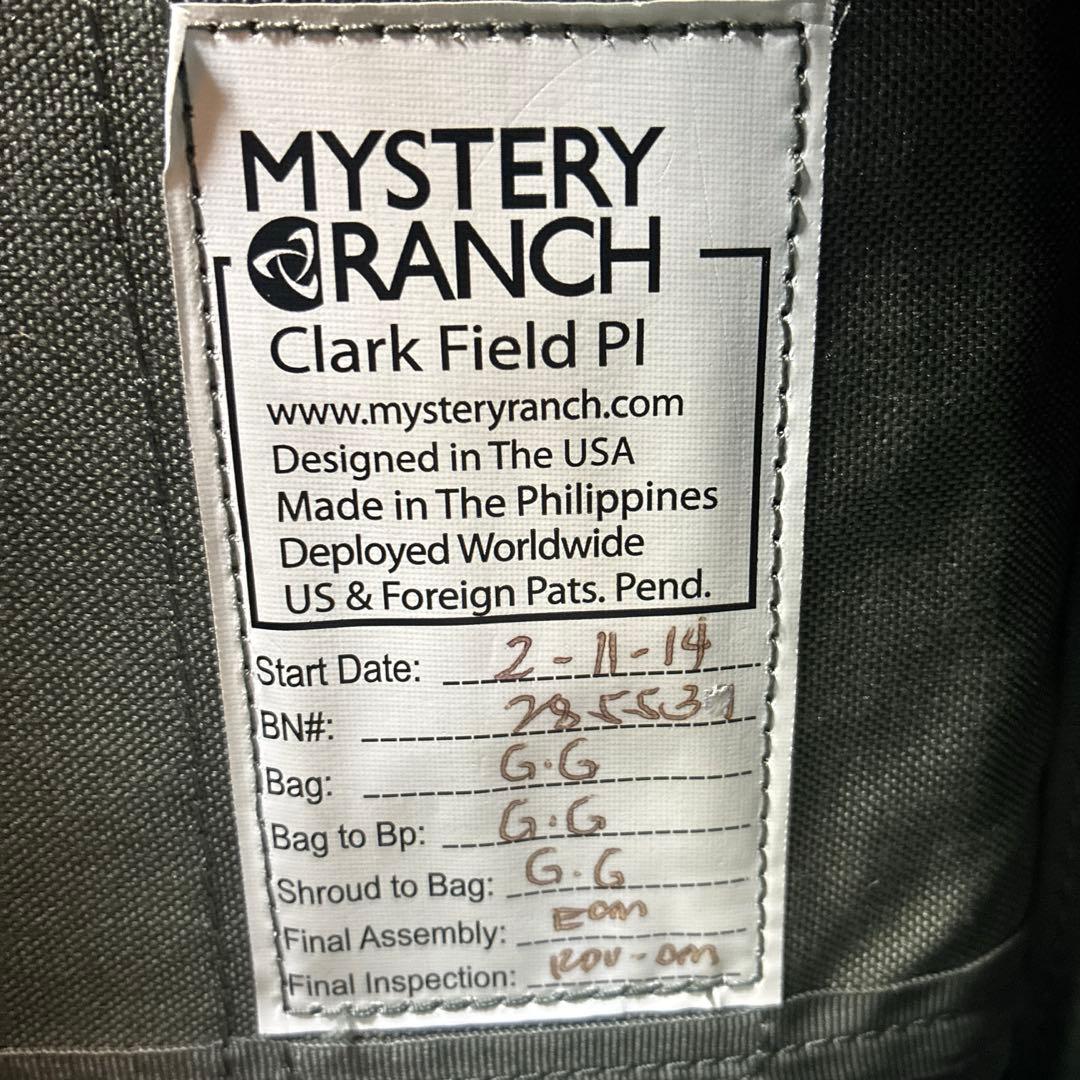 MYSTERY
RANCH
Clark Field Pl
www.mysteryranch.com
Designed in The USA
Made in The Philippines
Deployed Worldwide
US & Foreign Pats. Pend.
Start Date: 2-11-14
BN#:
Bag: G.G
Bag to Bp: G.G
Shroud to Bag: G.G
Final Assembly:
Final Inspection: